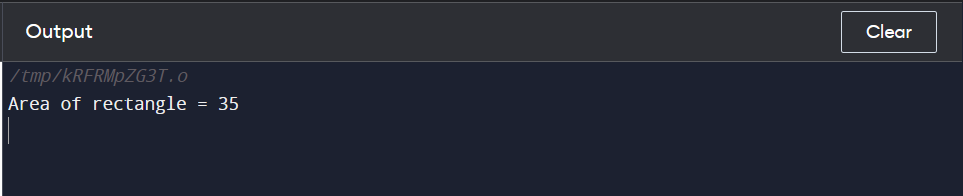 Output
Clear
/tmp/kRFRMpZG3T.o
Area of rectangle = 35